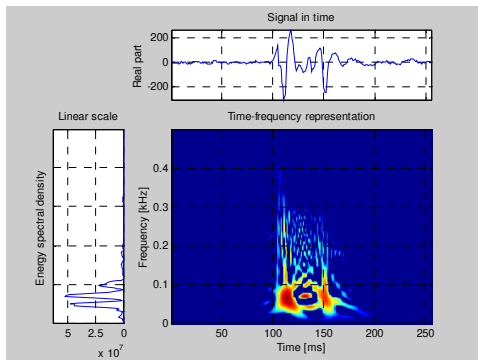 Signal in time
Real part
200
0
-200
Linear scale
Time-frequency representation
Energy spectral density
Frequency [kHz]
0.4
0.3
0.2
0.1
0
5 2.5 0
x 10^7
50 100 150 200 250
Time [ms]